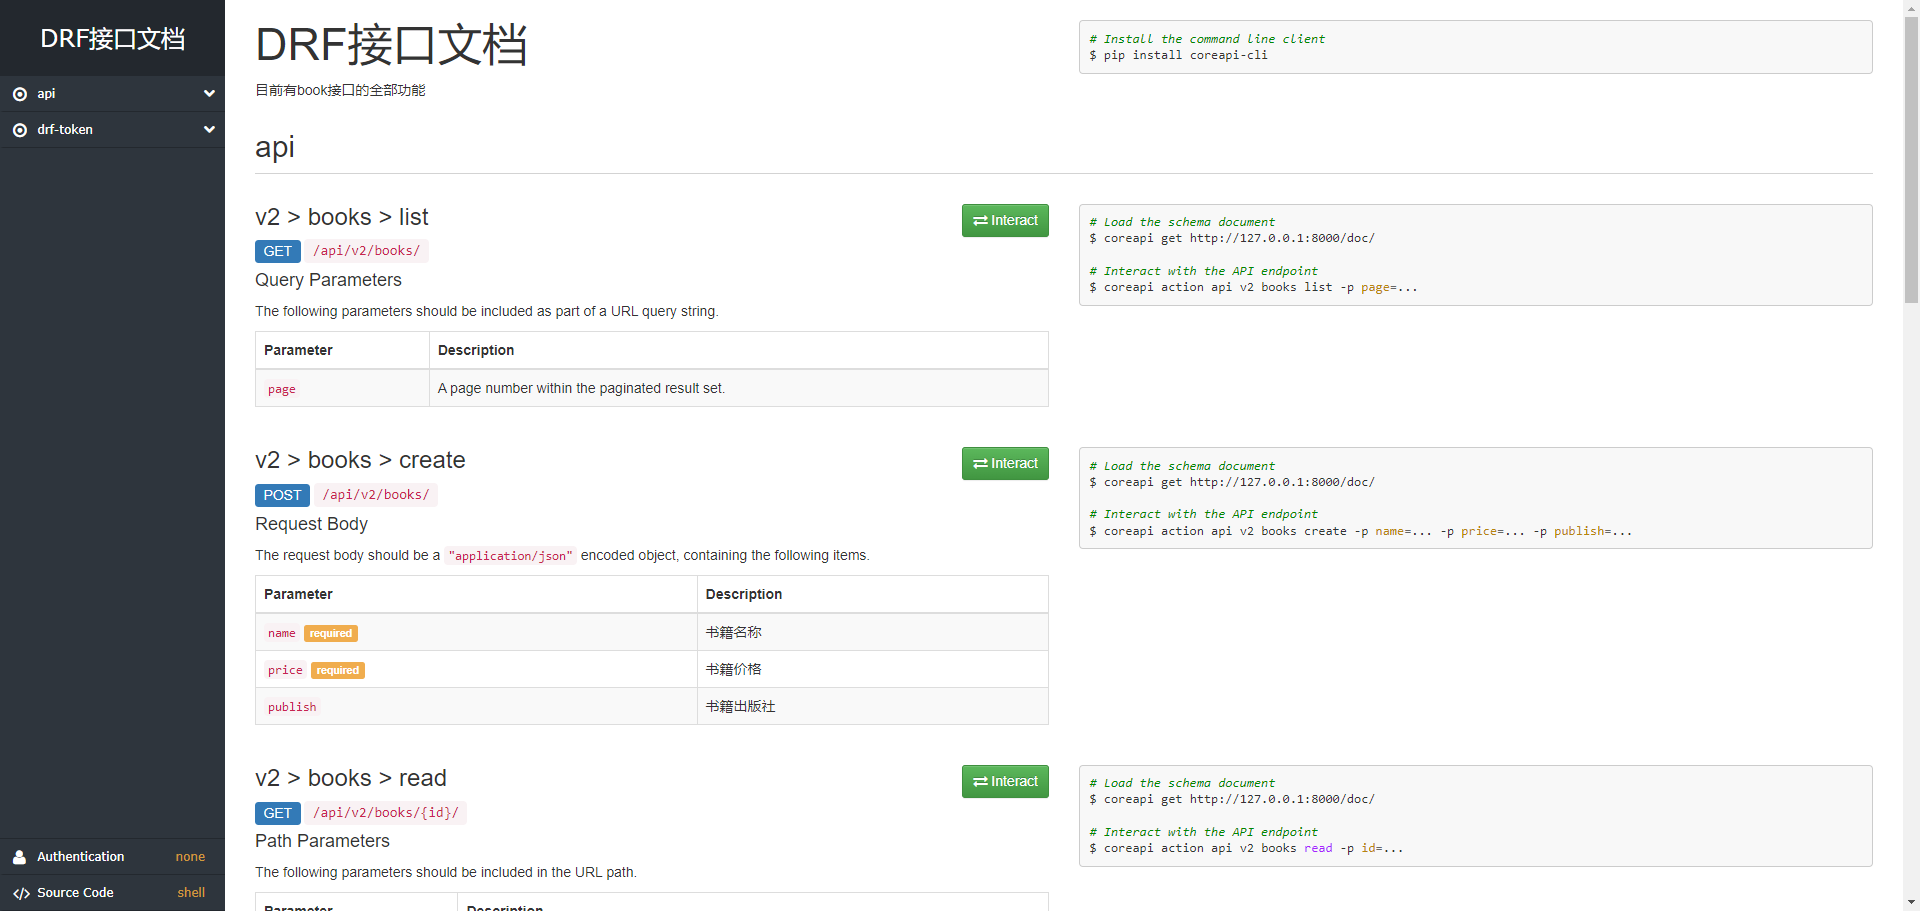 DRF接口文档
api
drf-token
Authentication none
Source Code shell
DRF接口文档
目前有book接口的全部功能
# Install the command line client
$ pip install coreapi-cli
api
v2 > books > list
Interact
GET /api/v2/books/
Query Parameters
The following parameters should be included as part of a URL query string.
Parameter Description
page A page number within the paginated result set.
# Load the schema document
$ coreapi get http://127.0.0.1:8000/doc/
# Interact with the API endpoint
$ coreapi action api v2 books list -p page=...
v2 > books > create
Interact
POST /api/v2/books/
Request Body
The request body should be a "application/json" encoded object, containing the following items.
Parameter Description
name required 书籍名称
price required 书籍价格
publish 书籍出版社
# Load the schema document
$ coreapi get http://127.0.0.1:8000/doc/
# Interact with the API endpoint
$ coreapi action api v2 books create -p name=... -p price=... -p publish=...
v2 > books > read
Interact
GET /api/v2/books/{id}/
Path Parameters
The following parameters should be included in the URL path.
Parameter Description
# Load the schema document
$ coreapi get http://127.0.0.1:8000/doc/
# Interact with the API endpoint
$ coreapi action api v2 books read -p id=...